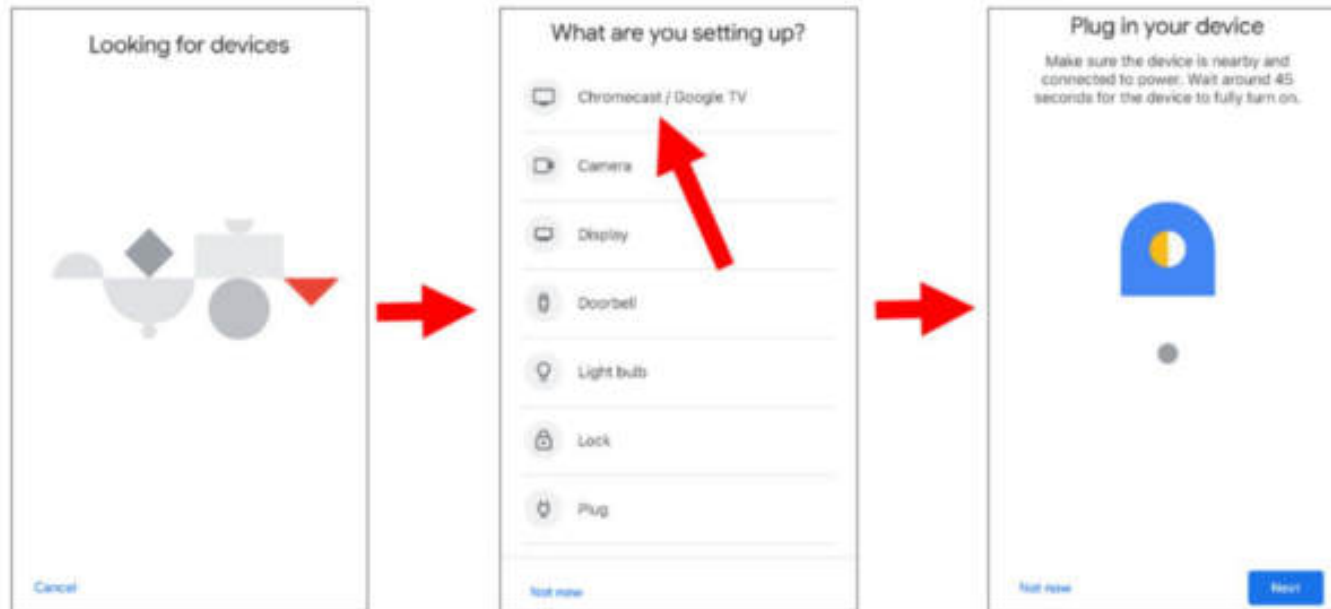 Looking for devices
Cancel
What are you setting up?
Chromecast / Google TV
Camera
Display
Doorbell
Light bulb
Lock
Plug
Not now
Plug in your device
Make sure the device is nearby and
connected to power. Wait around 45
seconds for the device to fully turn on.
Not now
Next